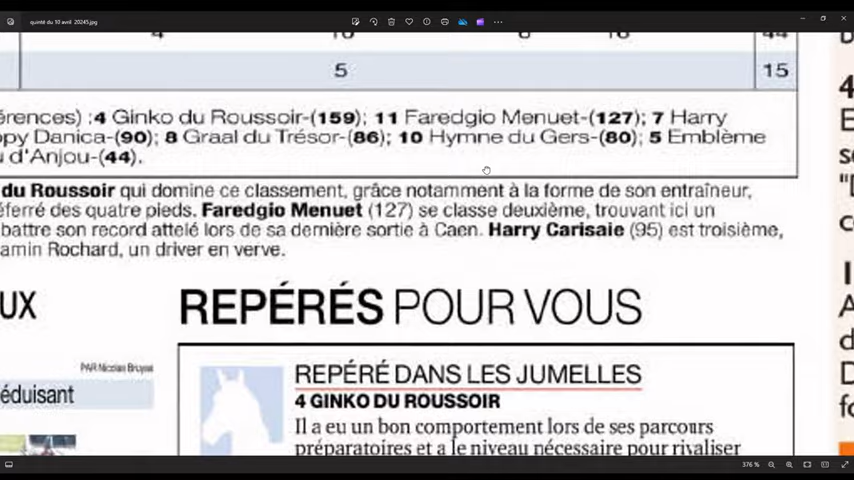 quinté du 10 avril 20245.jpg
5
15
érences) :4 Ginko du Roussoir-(159); 11 Faredgio Menuet-(127); 7 Harry
ppy Danica-(90); 8 Graal du Trésor-(86); 10 Hymne du Gers-(80); 5 Emblème
d'Anjou-(44).
du Roussoir qui domine ce classement, grâce notamment à la forme de son entraîneur,
éferré des quatre pieds. Faredgio Menuet (127) se classe deuxième, trouvant ici un
battre son record attelé lors de sa dernière sortie à Caen. Harry Carisaie (95) est troisième,
amin Rochard, un driver en verve.
UX
REPÉRÉS POUR VOUS
PAR Nicolas Bruyas
éduisant
REPÉRÉ DANS LES JUMELLES
4 GINKO DU ROUSSOIR
Il a eu un bon comportement lors de ses parcours
préparatoires et a le niveau nécessaire pour rivaliser
376 %